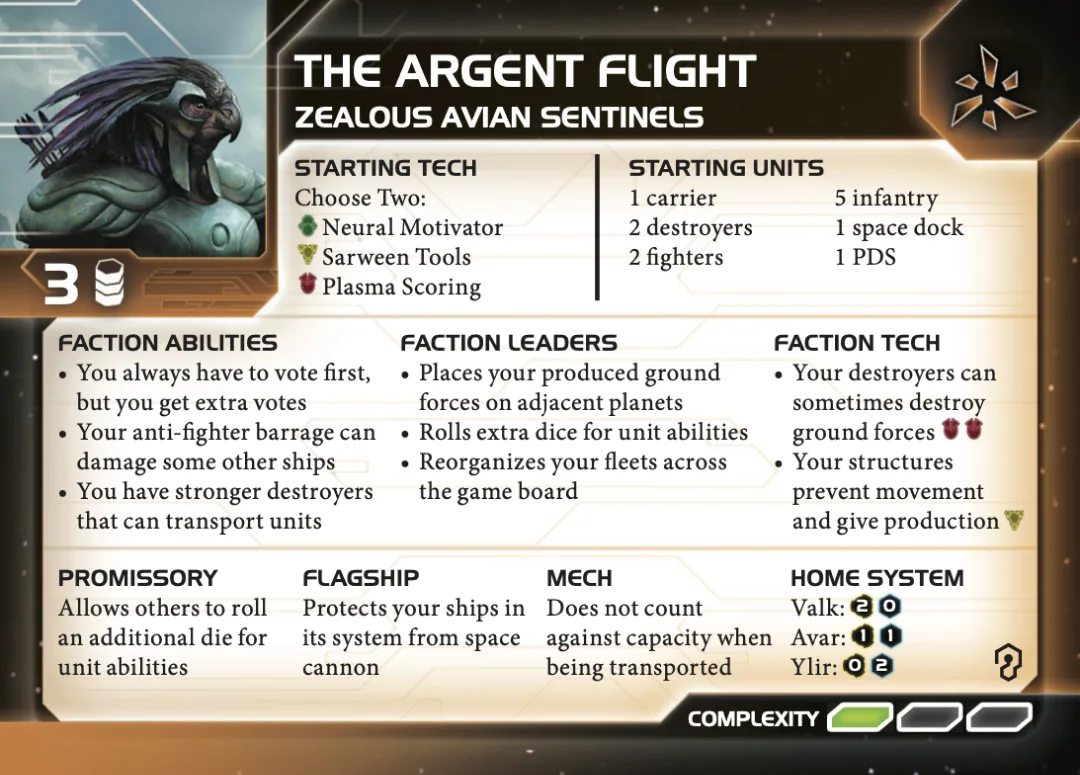 THE ARGENT FLIGHT
ZEALOUS AVIAN SENTINELS
3
STARTING TECH
Choose Two:
Neural Motivator
Sarween Tools
Plasma Scoring
STARTING UNITS
1 carrier
2 destroyers
2 fighters
5 infantry
1 space dock
1 PDS
FACTION ABILITIES
• You always have to vote first,
but you get extra votes
• Your anti-fighter barrage can
damage some other ships
• You have stronger destroyers
that can transport units
FACTION LEADERS
• Places your produced ground
forces on adjacent planets
• Rolls extra dice for unit abilities
• Reorganizes your fleets across
the game board
FACTION TECH
• Your destroyers can
sometimes destroy
ground forces
• Your structures
prevent movement
and give production
PROMISSORY
Allows others to roll
an additional die for
unit abilities
FLAGSHIP
Protects your ships in
its system from space
cannon
MECH
Does not count
against capacity when
being transported
HOME SYSTEM
Valk: 2 0
Avar: 1 1
Ylir: 0 2
COMPLEXITY